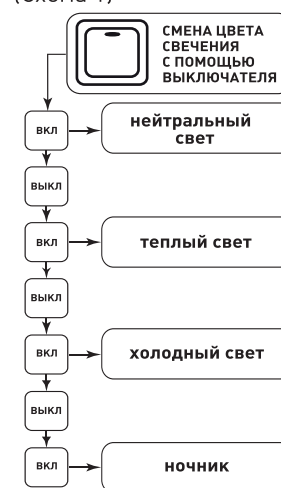 (Схема 1)
СМЕНА ЦВЕТА
СВЕЧЕНИЯ
С ПОМОЩЬЮ
ВЫКЛЮЧАТЕЛЯ
ВКЛ
нейтральный
свет
ВЫКЛ
ВКЛ
теплый свет
ВЫКЛ
ВКЛ
холодный свет
ВЫКЛ
ВКЛ
ночник